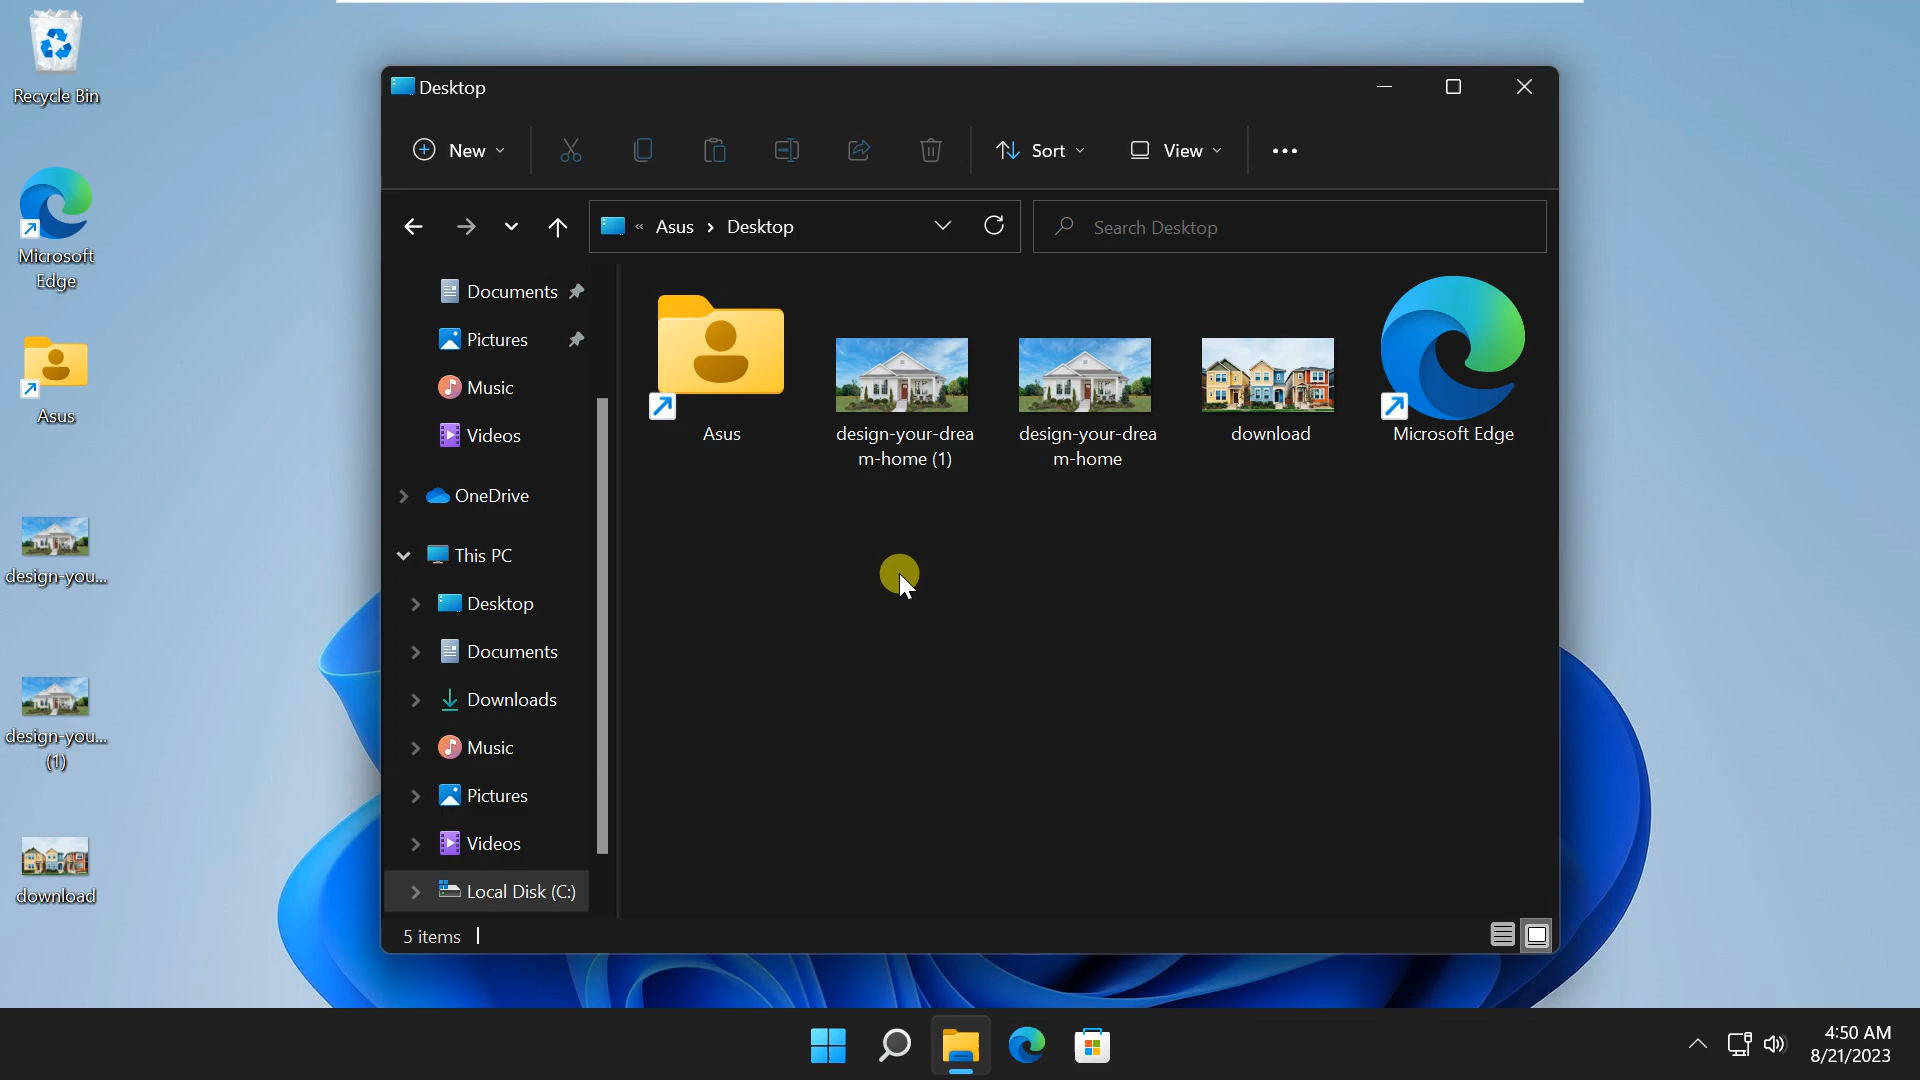 Recycle Bin
Microsoft
Edge
Asus
design-you...
design-you...
(1)
download
Desktop
New
Sort
View
« Asus > Desktop
Search Desktop
Documents
Pictures
Music
Videos
OneDrive
This PC
Desktop
Documents
Downloads
Music
Pictures
Videos
Local Disk (C:)
Asus
design-your-drea
m-home (1)
design-your-drea
m-home
download
Microsoft Edge
5 items
4:50 AM
8/21/2023